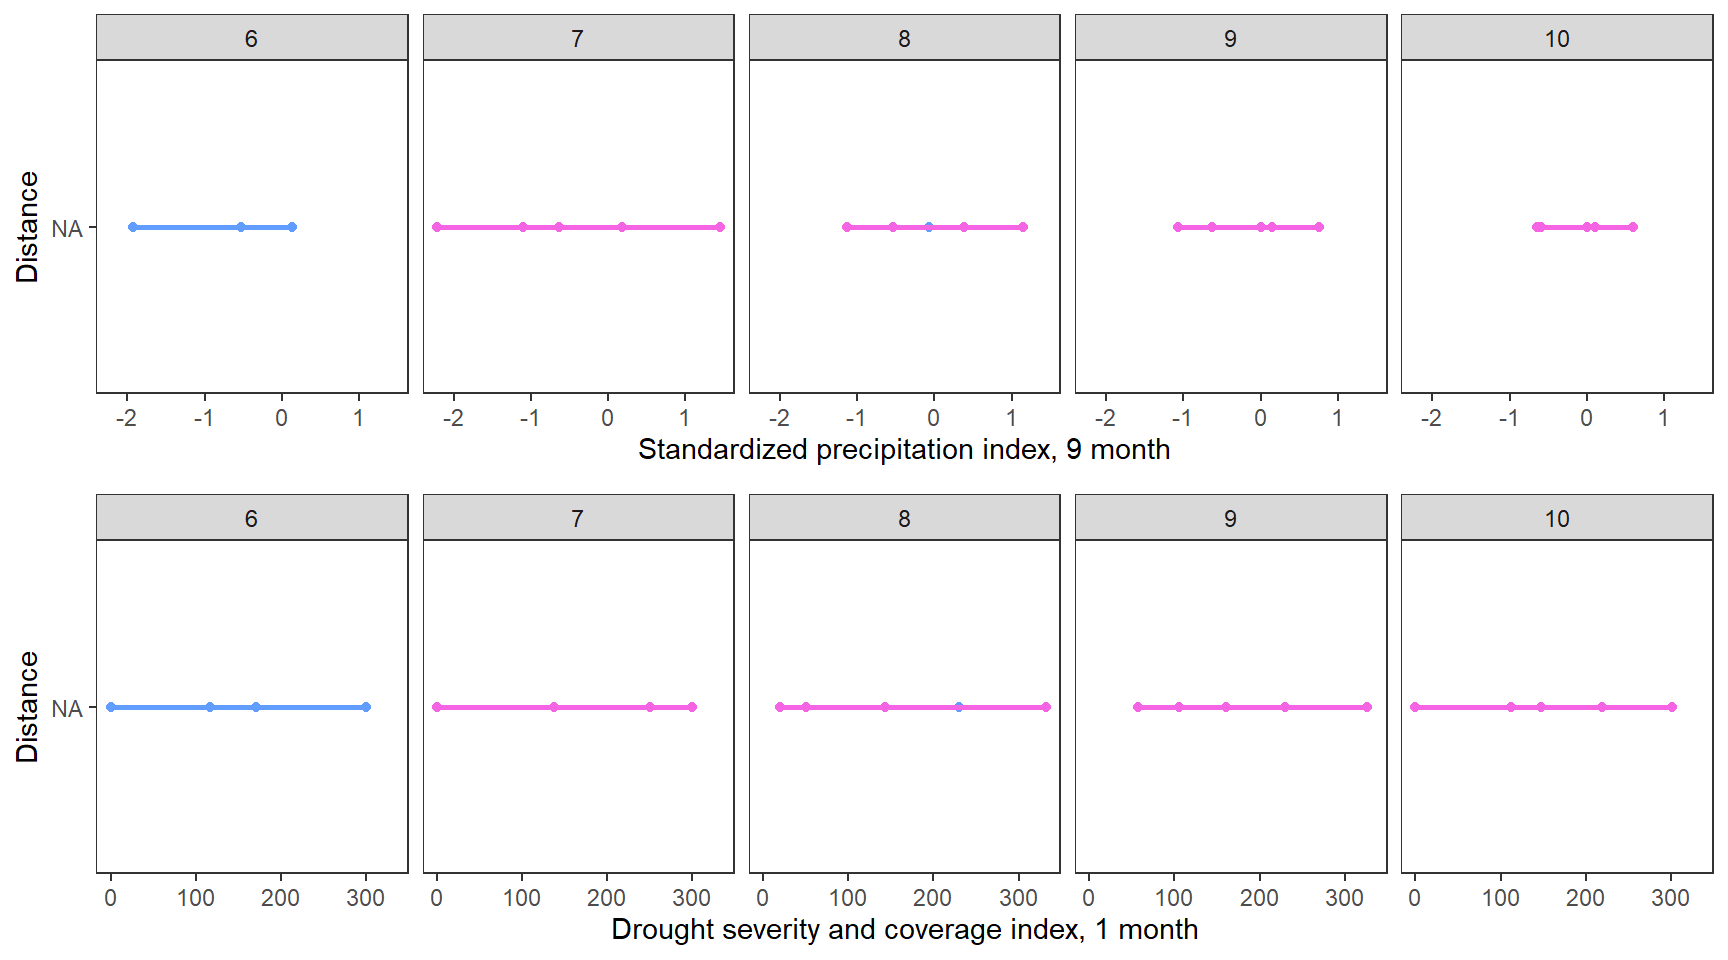 6 7 8 9 10
Distance
NA
-2 -1 0 1 -2 -1 0 1 -2 -1 0 1 -2 -1 0 1 -2 -1 0 1
Standardized precipitation index, 9 month
6 7 8 9 10
Distance
NA
0 100 200 300 0 100 200 300 0 100 200 300 0 100 200 300 0 100 200 300
Drought severity and coverage index, 1 month